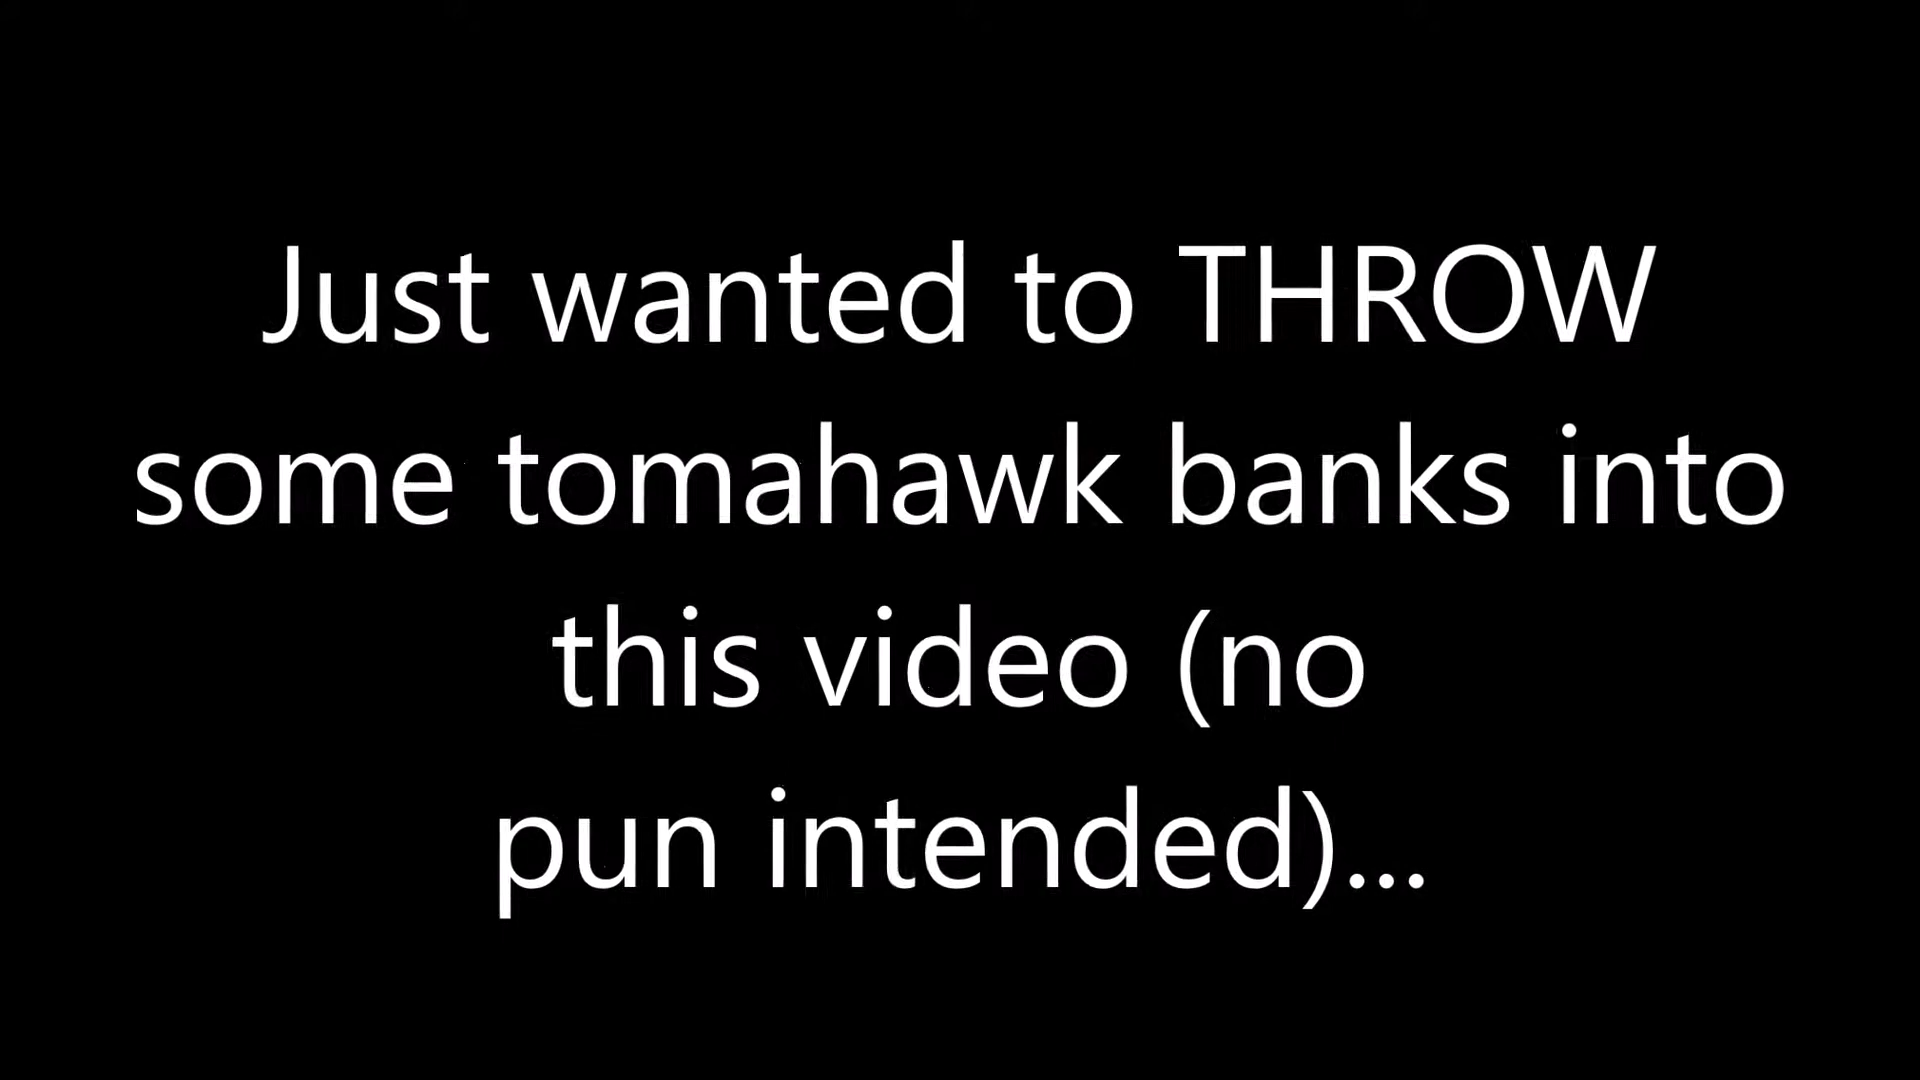 Just wanted to THROW
some tomahawk banks into
this video (no
pun intended)...